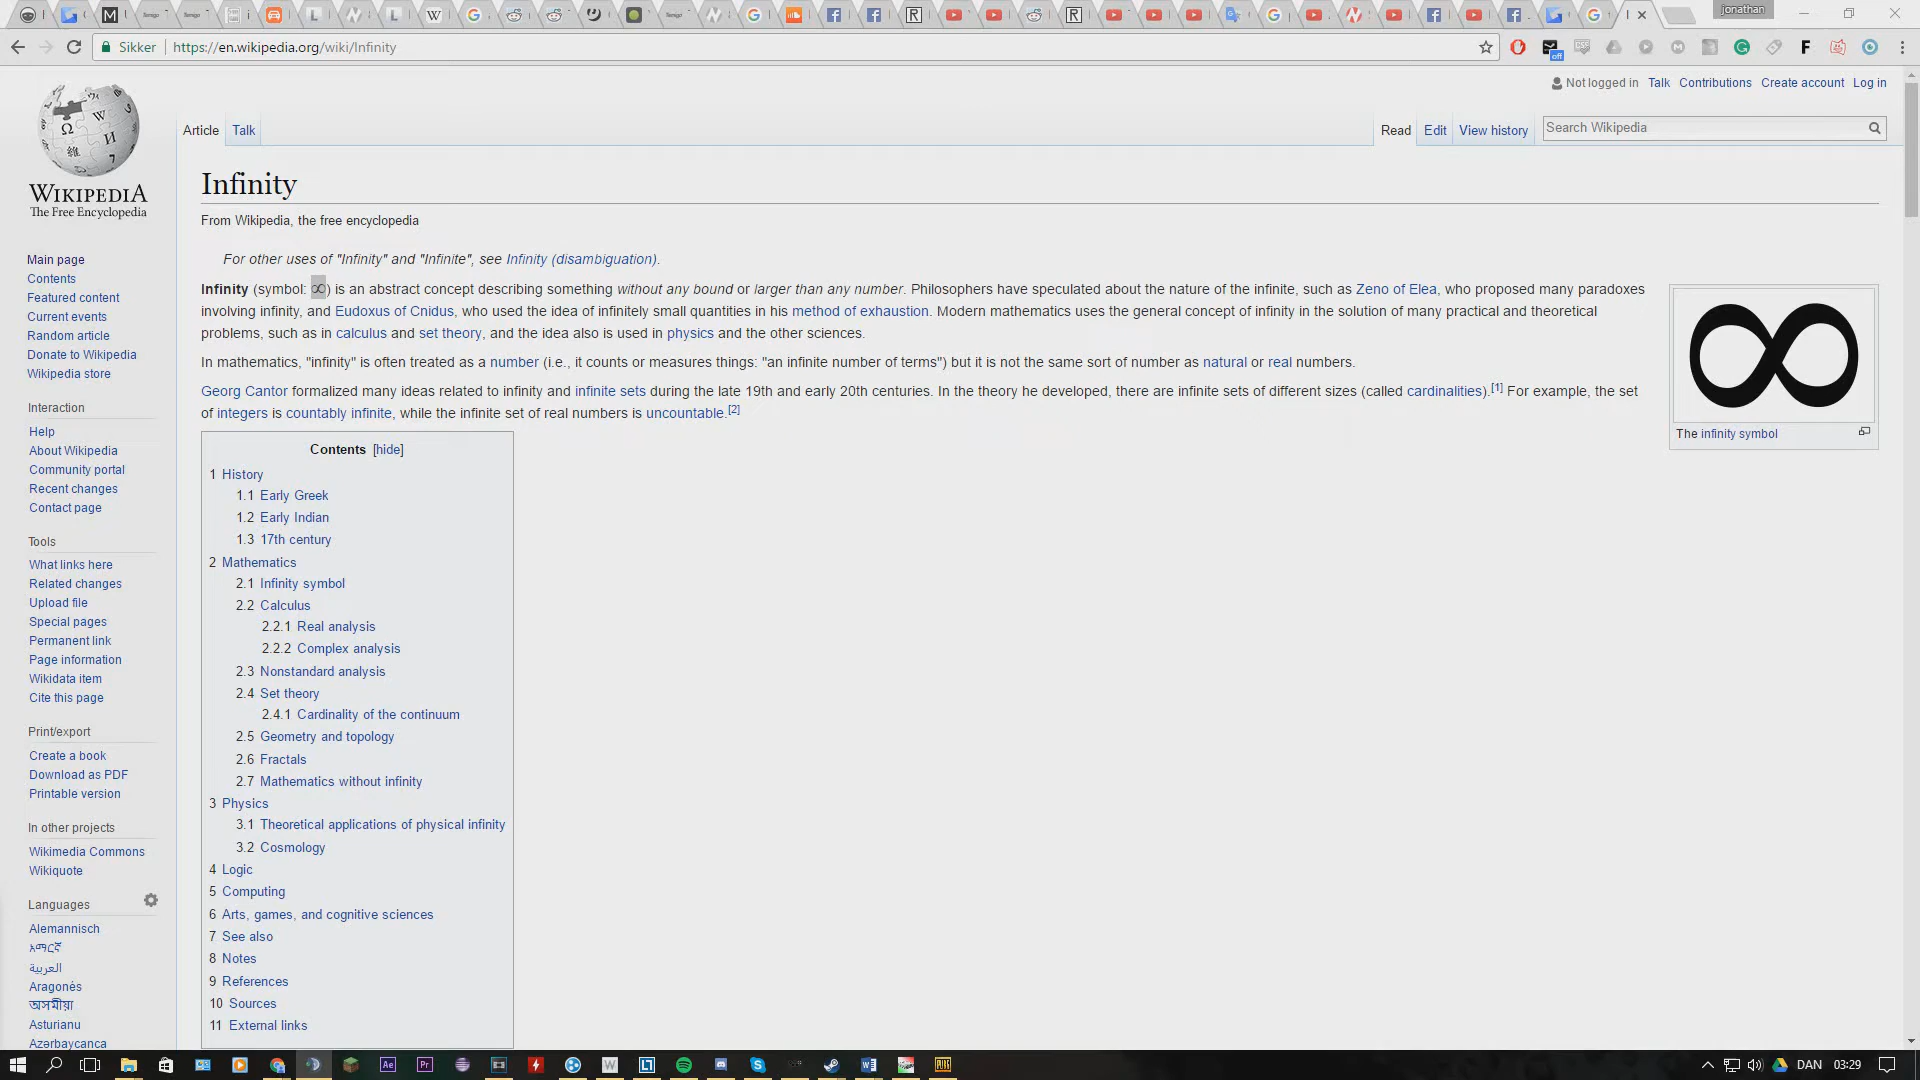 jonathan
Sikker https://en.wikipedia.org/wiki/Infinity
Not logged in Talk Contributions Create account Log in
Article Talk Read Edit View history Search Wikipedia
WIKIPEDIA
The Free Encyclopedia
Infinity
From Wikipedia, the free encyclopedia
For other uses of "Infinity" and "Infinite", see Infinity (disambiguation).
Infinity (symbol: ∞) is an abstract concept describing something without any bound or larger than any number. Philosophers have speculated about the nature of the infinite, such as Zeno of Elea, who proposed many paradoxes
involving infinity, and Eudoxus of Cnidus, who used the idea of infinitely small quantities in his method of exhaustion. Modern mathematics uses the general concept of infinity in the solution of many practical and theoretical
problems, such as in calculus and set theory, and the idea also is used in physics and the other sciences.
In mathematics, "infinity" is often treated as a number (i.e., it counts or measures things: "an infinite number of terms") but it is not the same sort of number as natural or real numbers.
Georg Cantor formalized many ideas related to infinity and infinite sets during the late 19th and early 20th centuries. In the theory he developed, there are infinite sets of different sizes (called cardinalities).[1] For example, the set
of integers is countably infinite, while the infinite set of real numbers is uncountable.[2]
∞
The infinity symbol
Contents [hide]
1 History
1.1 Early Greek
1.2 Early Indian
1.3 17th century
2 Mathematics
2.1 Infinity symbol
2.2 Calculus
2.2.1 Real analysis
2.2.2 Complex analysis
2.3 Nonstandard analysis
2.4 Set theory
2.4.1 Cardinality of the continuum
2.5 Geometry and topology
2.6 Fractals
2.7 Mathematics without infinity
3 Physics
3.1 Theoretical applications of physical infinity
3.2 Cosmology
4 Logic
5 Computing
6 Arts, games, and cognitive sciences
7 See also
8 Notes
9 References
10 Sources
11 External links
Main page
Contents
Featured content
Current events
Random article
Donate to Wikipedia
Wikipedia store
Interaction
Help
About Wikipedia
Community portal
Recent changes
Contact page
Tools
What links here
Related changes
Upload file
Special pages
Permanent link
Page information
Wikidata item
Cite this page
Print/export
Create a book
Download as PDF
Printable version
In other projects
Wikimedia Commons
Wikiquote
Languages
Alemannisch
አማርኛ
العربية
Aragonés
অসমীয়া
Asturianu
Azərbaycanca
DAN 03:29